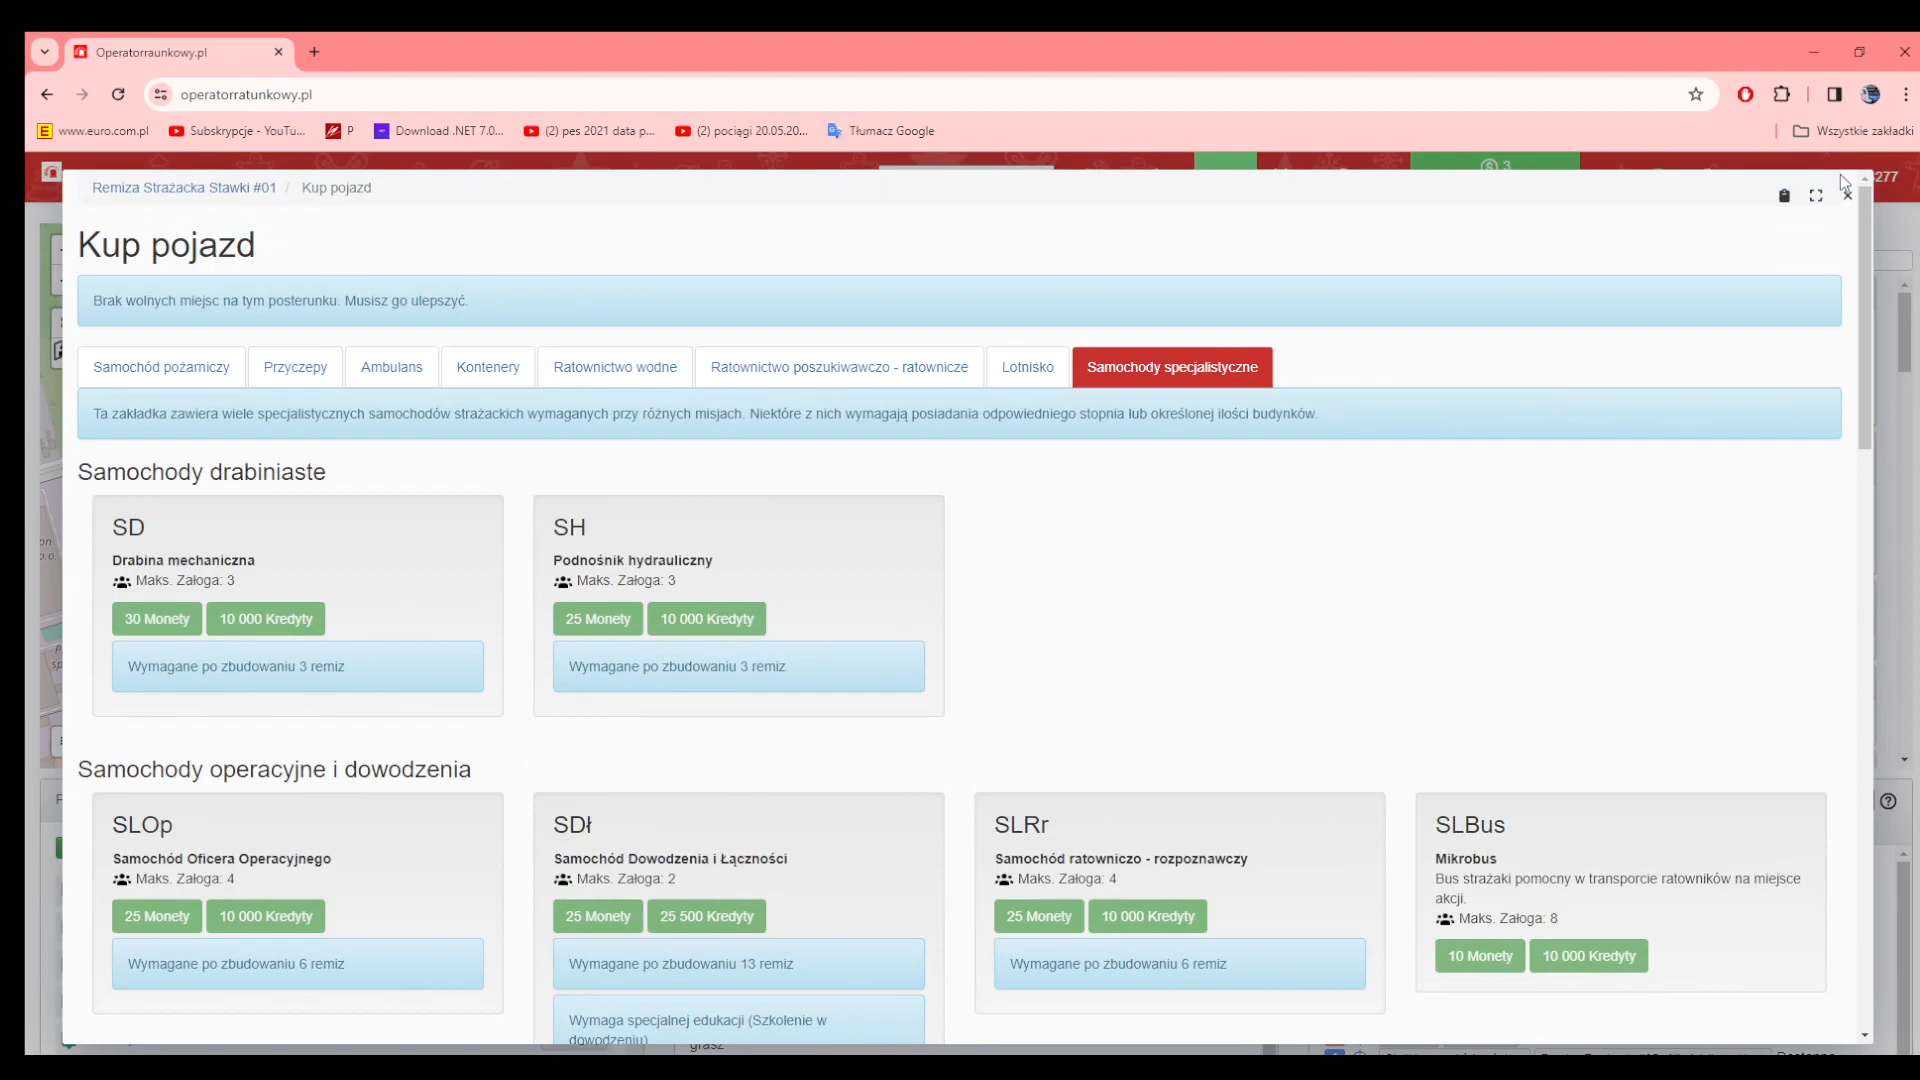 Operatorraunkowy.pl
operatorratunkowy.pl
www.euro.com.pl
Subskrypcje - YouTu...
P
Download .NET 7.0...
(2) pes 2021 data p...
(2) pociągi 20.05.20...
Tłumacz Google
Wszystkie zakładki
3
277
Remiza Strażacka Stawki #01 / Kup pojazd
Kup pojazd
Brak wolnych miejsc na tym posterunku. Musisz go ulepszyć.
Samochód pożarniczy
Przyczepy
Ambulans
Kontenery
Ratownictwo wodne
Ratownictwo poszukiwawczo - ratownicze
Lotnisko
Samochody specjalistyczne
Ta zakładka zawiera wiele specjalistycznych samochodów strażackich wymaganych przy różnych misjach. Niektóre z nich wymagają posiadania odpowiedniego stopnia lub określonej ilości budynków.
Samochody drabiniaste
SD
Drabina mechaniczna
Maks. Załoga: 3
30 Monety
10 000 Kredyty
Wymagane po zbudowaniu 3 remiz
SH
Podnośnik hydrauliczny
Maks. Załoga: 3
25 Monety
10 000 Kredyty
Wymagane po zbudowaniu 3 remiz
Samochody operacyjne i dowodzenia
SLOp
Samochód Oficera Operacyjnego
Maks. Załoga: 4
25 Monety
10 000 Kredyty
Wymagane po zbudowaniu 6 remiz
SDł
Samochód Dowodzenia i Łączności
Maks. Załoga: 2
25 Monety
25 500 Kredyty
Wymagane po zbudowaniu 13 remiz
Wymaga specjalnej edukacji (Szkolenie w
dowodzeniu)
SLRr
Samochód ratowniczo - rozpoznawczy
Maks. Załoga: 4
25 Monety
10 000 Kredyty
Wymagane po zbudowaniu 6 remiz
SLBus
Mikrobus
Bus strażaki pomocny w transporcie ratowników na miejsce
akcji.
Maks. Załoga: 8
10 Monety
10 000 Kredyty
grasz